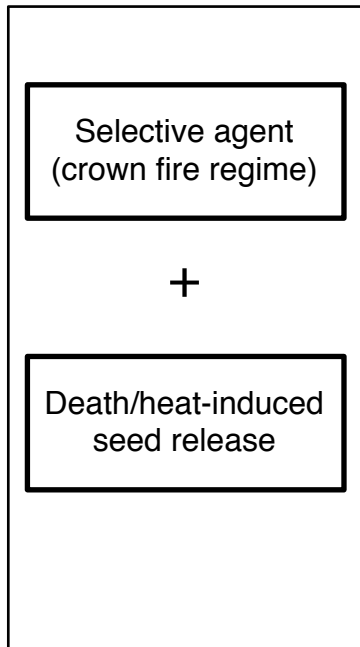 Selective agent
(crown fire regime)
+
Death/heat-induced
seed release